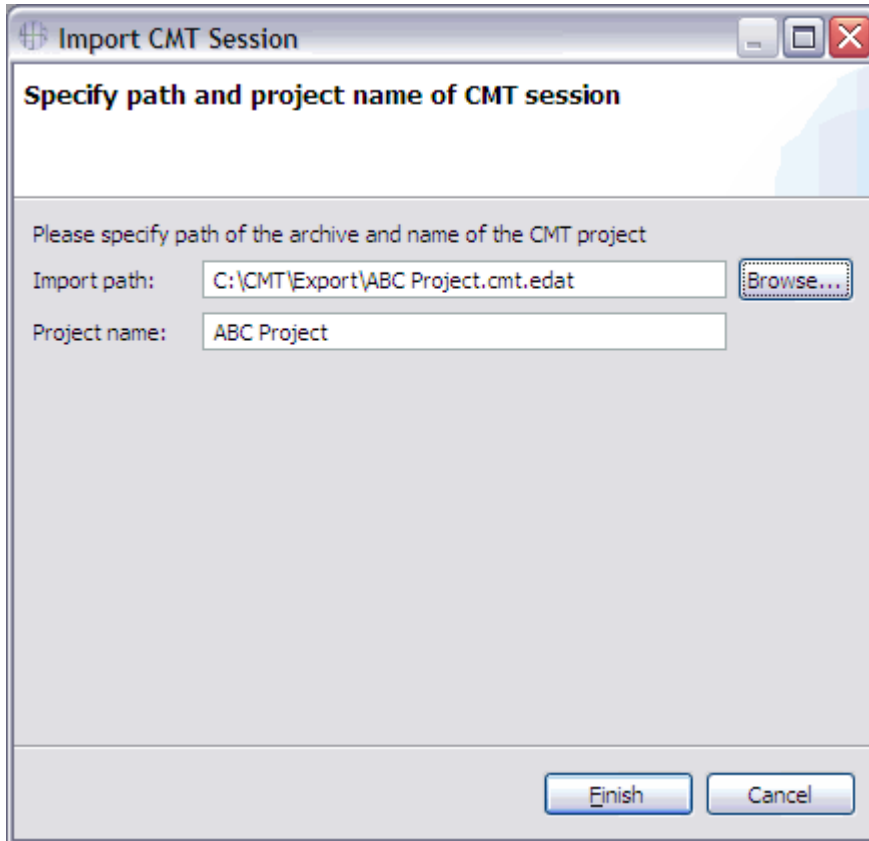 Import CMT Session
Specify path and project name of CMT session
Please specify path of the archive and name of the CMT project
Import path: C:\CMT\Export\ABC Project.cmt.edat Browse...
Project name: ABC Project
Finish Cancel